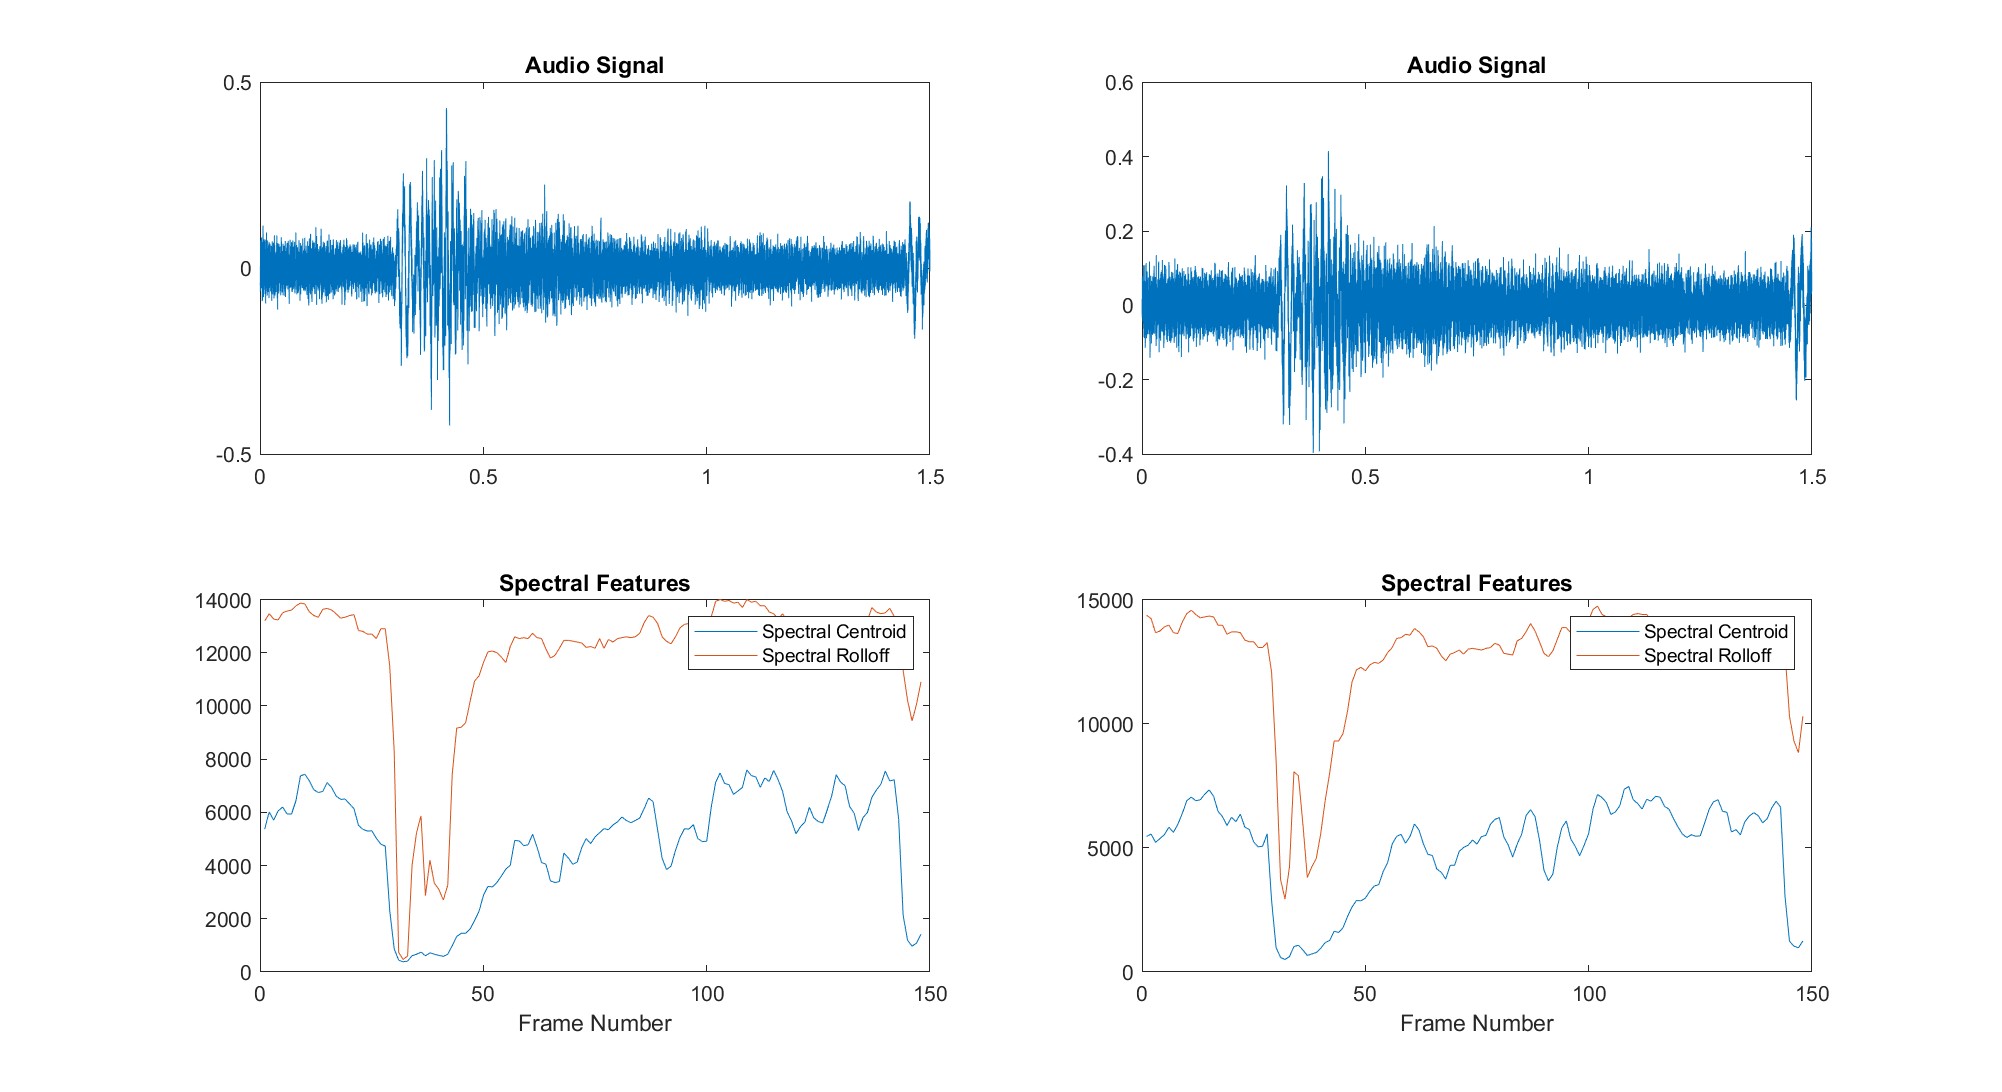 Audio Signal
0.5
0
-0.5
0 0.5 1 1.5
Audio Signal
0.6
0.4
0.2
0
-0.2
-0.4
0 0.5 1 1.5
Spectral Features
14000
12000
10000
8000
6000
4000
2000
0
Spectral Centroid
Spectral Rolloff
0 50 100 150
Frame Number
Spectral Features
15000
10000
5000
0
Spectral Centroid
Spectral Rolloff
0 50 100 150
Frame Number